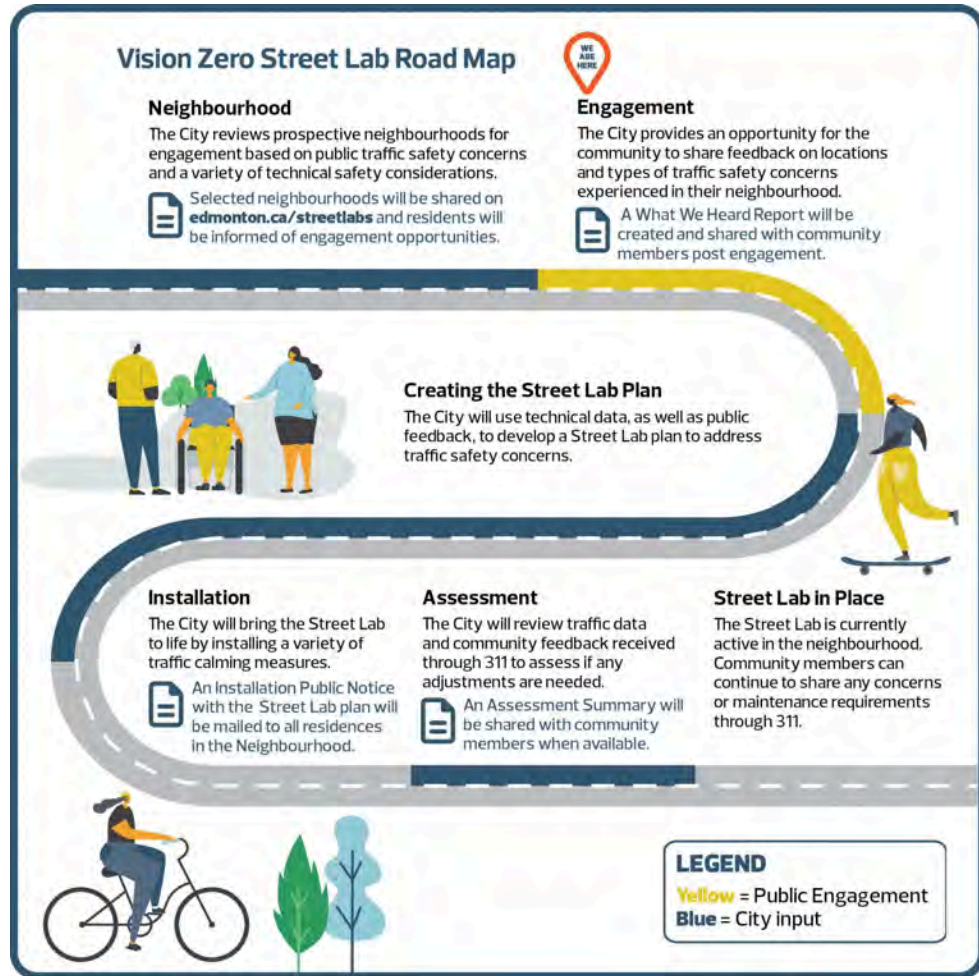 Vision Zero Street Lab Road Map
WE
ARE
HERE
Neighbourhood
The City reviews prospective neighbourhoods for
engagement based on public traffic safety concerns
and a variety of technical safety considerations.
Selected neighbourhoods will be shared on
edmonton.ca/streetlabs and residents will
be informed of engagement opportunities.
Engagement
The City provides an opportunity for the
community to share feedback on locations
and types of traffic safety concerns
experienced in their neighbourhood.
A What We Heard Report will be
created and shared with community
members post engagement.
Creating the Street Lab Plan
The City will use technical data, as well as public
feedback, to develop a Street Lab plan to address
traffic safety concerns.
Installation
The City will bring the Street Lab
to life by installing a variety of
traffic calming measures.
An Installation Public Notice
with the Street Lab plan will
be mailed to all residences
in the Neighbourhood.
Assessment
The City will review traffic data
and community feedback received
through 311 to assess if any
adjustments are needed.
An Assessment Summary will
be shared with community
members when available.
Street Lab in Place
The Street Lab is currently
active in the neighbourhood.
Community members can
continue to share any concerns
or maintenance requirements
through 311.
LEGEND
Yellow = Public Engagement
Blue = City input